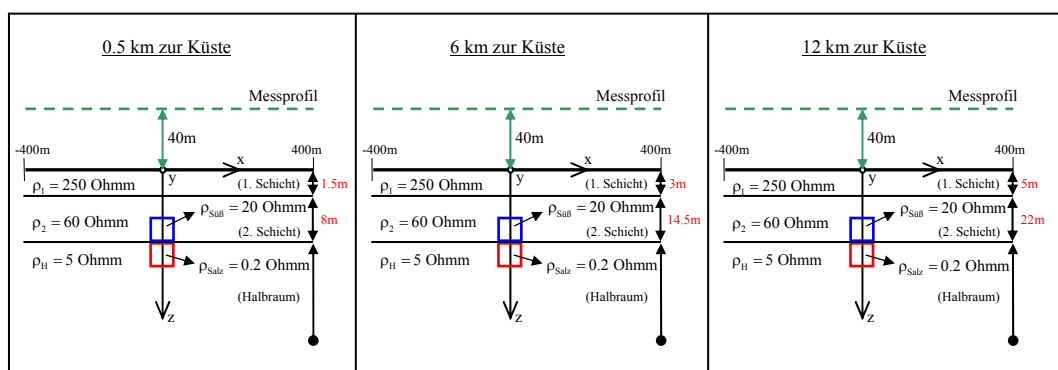 0.5 km zur Küste
Messprofil
40m
-400m
400m
x
y
ρ₁ = 250 Ohmm
(1. Schicht)
1.5m
ρSüß = 20 Ohmm
ρ₂ = 60 Ohmm
8m
(2. Schicht)
ρH = 5 Ohmm
ρSalz = 0.2 Ohmm
(Halbraum)
z
6 km zur Küste
Messprofil
40m
-400m
400m
x
y
ρ₁ = 250 Ohmm
(1. Schicht)
3m
ρSüß = 20 Ohmm
ρ₂ = 60 Ohmm
14.5m
(2. Schicht)
ρH = 5 Ohmm
ρSalz = 0.2 Ohmm
(Halbraum)
z
12 km zur Küste
Messprofil
40m
-400m
400m
x
y
ρ₁ = 250 Ohmm
(1. Schicht)
5m
ρSüß = 20 Ohmm
ρ₂ = 60 Ohmm
22m
(2. Schicht)
ρH = 5 Ohmm
ρSalz = 0.2 Ohmm
(Halbraum)
z